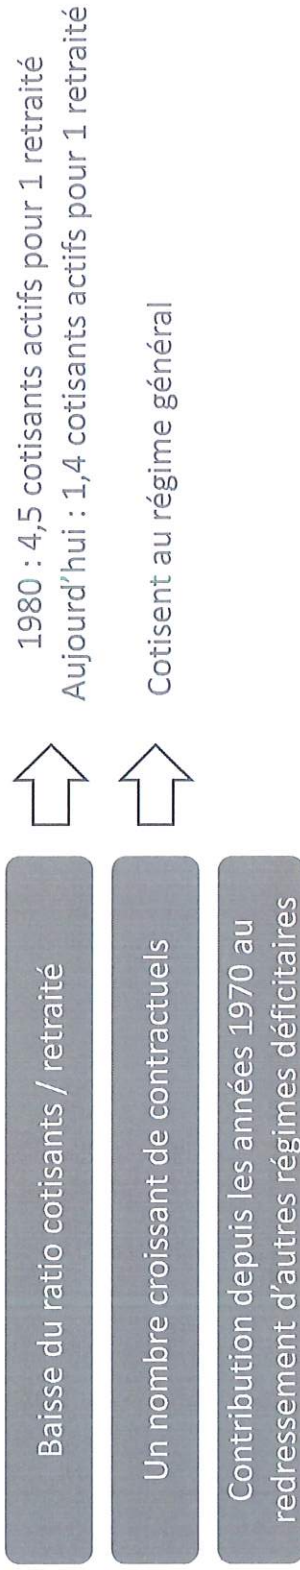 Baisse du ratio cotisants / retraité
1980 : 4,5 cotisants actifs pour 1 retraité
Aujourd'hui : 1,4 cotisants actifs pour 1 retraité
Un nombre croissant de contractuels
Cotisent au régime général
Contribution depuis les années 1970 au
redressement d'autres régimes déficitaires